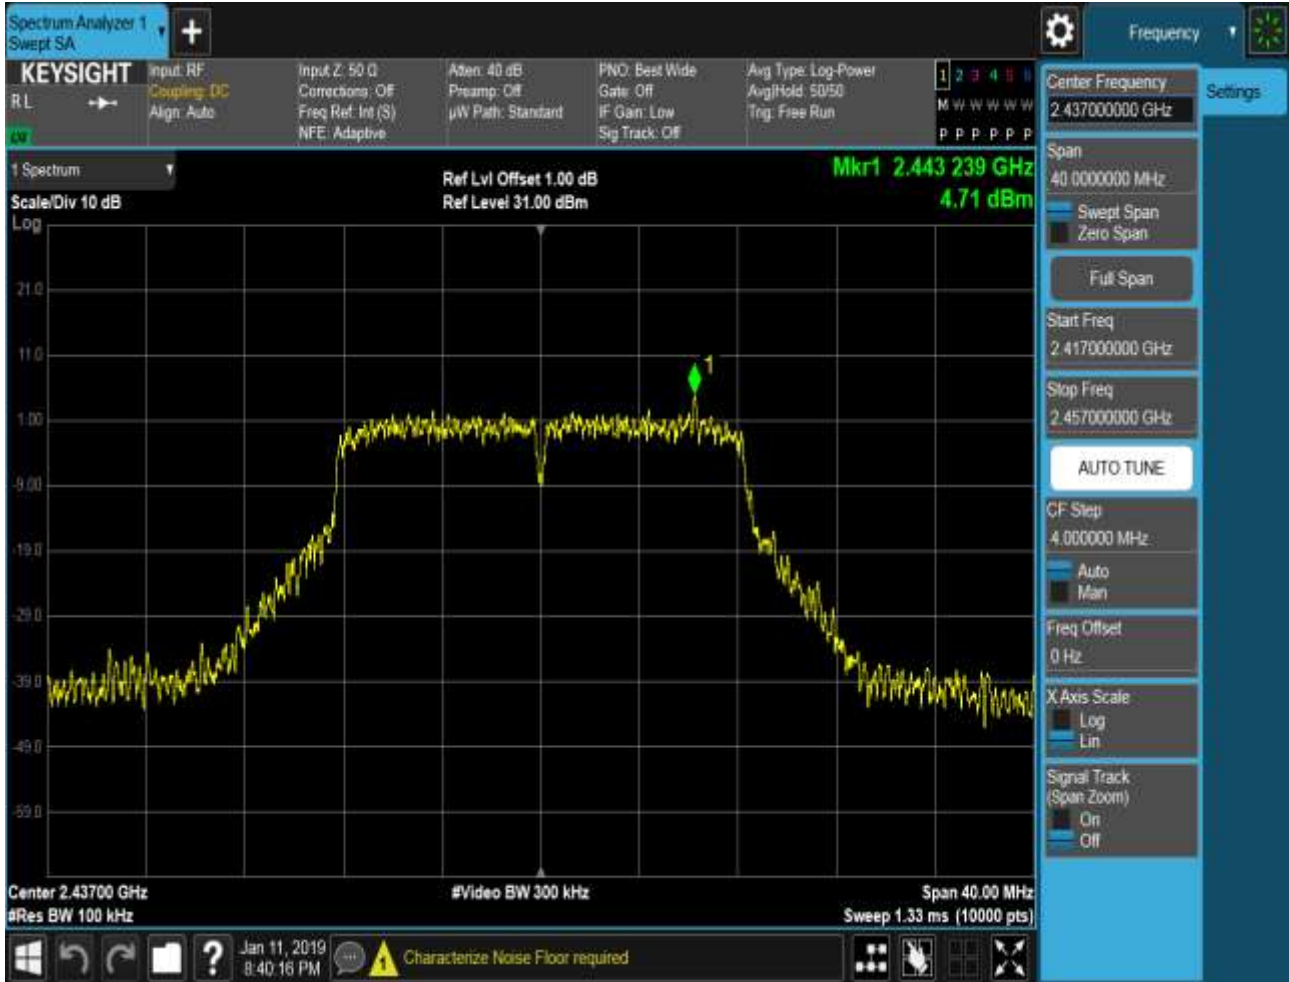 Spectrum Analyzer 1
Swept SA
+
Frequency
KEYSIGHT
RL
Input: RF
Coupling: DC
Align: Auto
Input Z: 50 Ω
Corrections: Off
Freq Ref: Int (S)
NFE: Adaptive
Atten: 40 dB
Preamp: Off
µW Path: Standard
PNO: Best Wide
Gate: Off
IF Gain: Low
Sig Track: Off
Avg Type: Log-Power
Avg|Hold: 50/50
Trig: Free Run
1 2 3 4 5 6
M W W W W W
P P P P P P
1 Spectrum
Scale/Div 10 dB
Log
Ref Lvl Offset 1.00 dB
Ref Level 31.00 dBm
Mkr1 2.443 239 GHz
4.71 dBm
21.0
11.0
1.00
-9.00
-19.0
-29.0
-39.0
-49.0
-59.0
1
Center 2.43700 GHz
#Res BW 100 kHz
#Video BW 300 kHz
Span 40.00 MHz
Sweep 1.33 ms (10000 pts)
Center Frequency
2.437000000 GHz
Settings
Span
40.0000000 MHz
Swept Span
Zero Span
Full Span
Start Freq
2.417000000 GHz
Stop Freq
2.457000000 GHz
AUTO TUNE
CF Step
4.000000 MHz
Auto
Man
Freq Offset
0 Hz
X Axis Scale
Log
Lin
Signal Track
(Span Zoom)
On
Off
?
Jan 11, 2019
8:40:16 PM
1
Characterize Noise Floor required